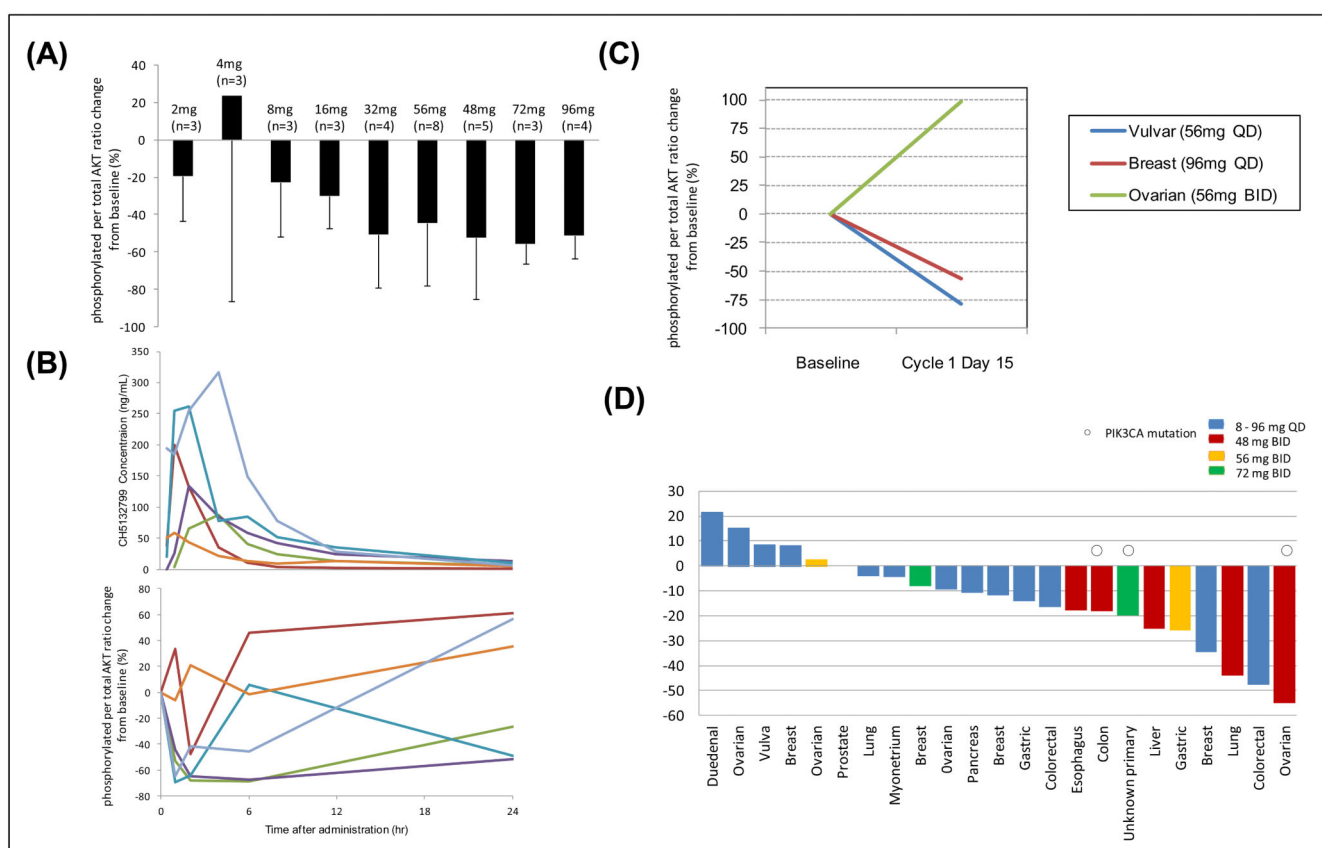 (A)
phosphorylated per total AKT ratio change
from baseline (%)
40
20
0
-20
-40
-60
-80
-100
2mg
(n=3)
4mg
(n=3)
8mg
(n=3)
16mg
(n=3)
32mg
(n=4)
56mg
(n=8)
48mg
(n=5)
72mg
(n=3)
96mg
(n=4)
(B)
CH5132799 Concentraion (ng/mL)
350
300
250
200
150
100
50
0
phosphorylated per total AKT ratio change
from baseline (%)
80
60
40
20
0
-20
-40
-60
-80
0
6
12
18
24
Time after administration (hr)
(C)
phosphorylated per total AKT ratio change
from baseline (%)
100
75
50
25
0
-25
-50
-75
-100
Baseline
Cycle 1 Day 15
Vulvar (56mg QD)
Breast (96mg QD)
Ovarian (56mg BID)
(D)
PIK3CA mutation
8 - 96 mg QD
48 mg BID
56 mg BID
72 mg BID
30
20
10
0
-10
-20
-30
-40
-50
-60
Duedenal
Ovarian
Vulva
Breast
Ovarian
Prostate
Lung
Myonetrium
Breast
0varian
Pancreas
Breast
Gastric
Colorectal
Esophagus
Colon
Unknown primary
Liver
Gastric
Breast
Lung
Colorectal
Ovarian